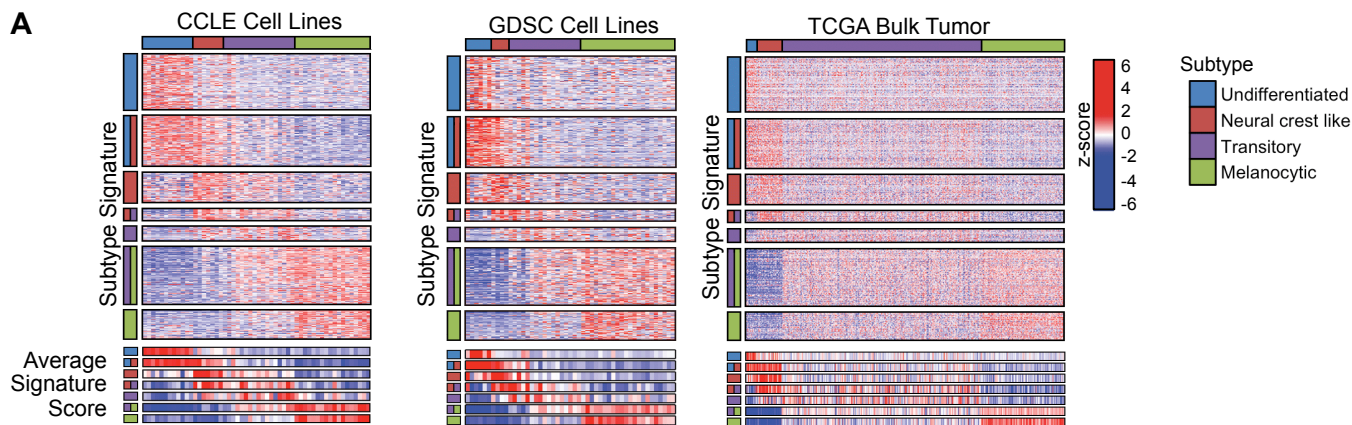 A
CCLE Cell Lines
GDSC Cell Lines
TCGA Bulk Tumor
Subtype Signature
Subtype Signature
Subtype Signature
Average
Signature
Score
z-score
6
4
2
0
-2
-4
-6
Subtype
Undifferentiated
Neural crest like
Transitory
Melanocytic